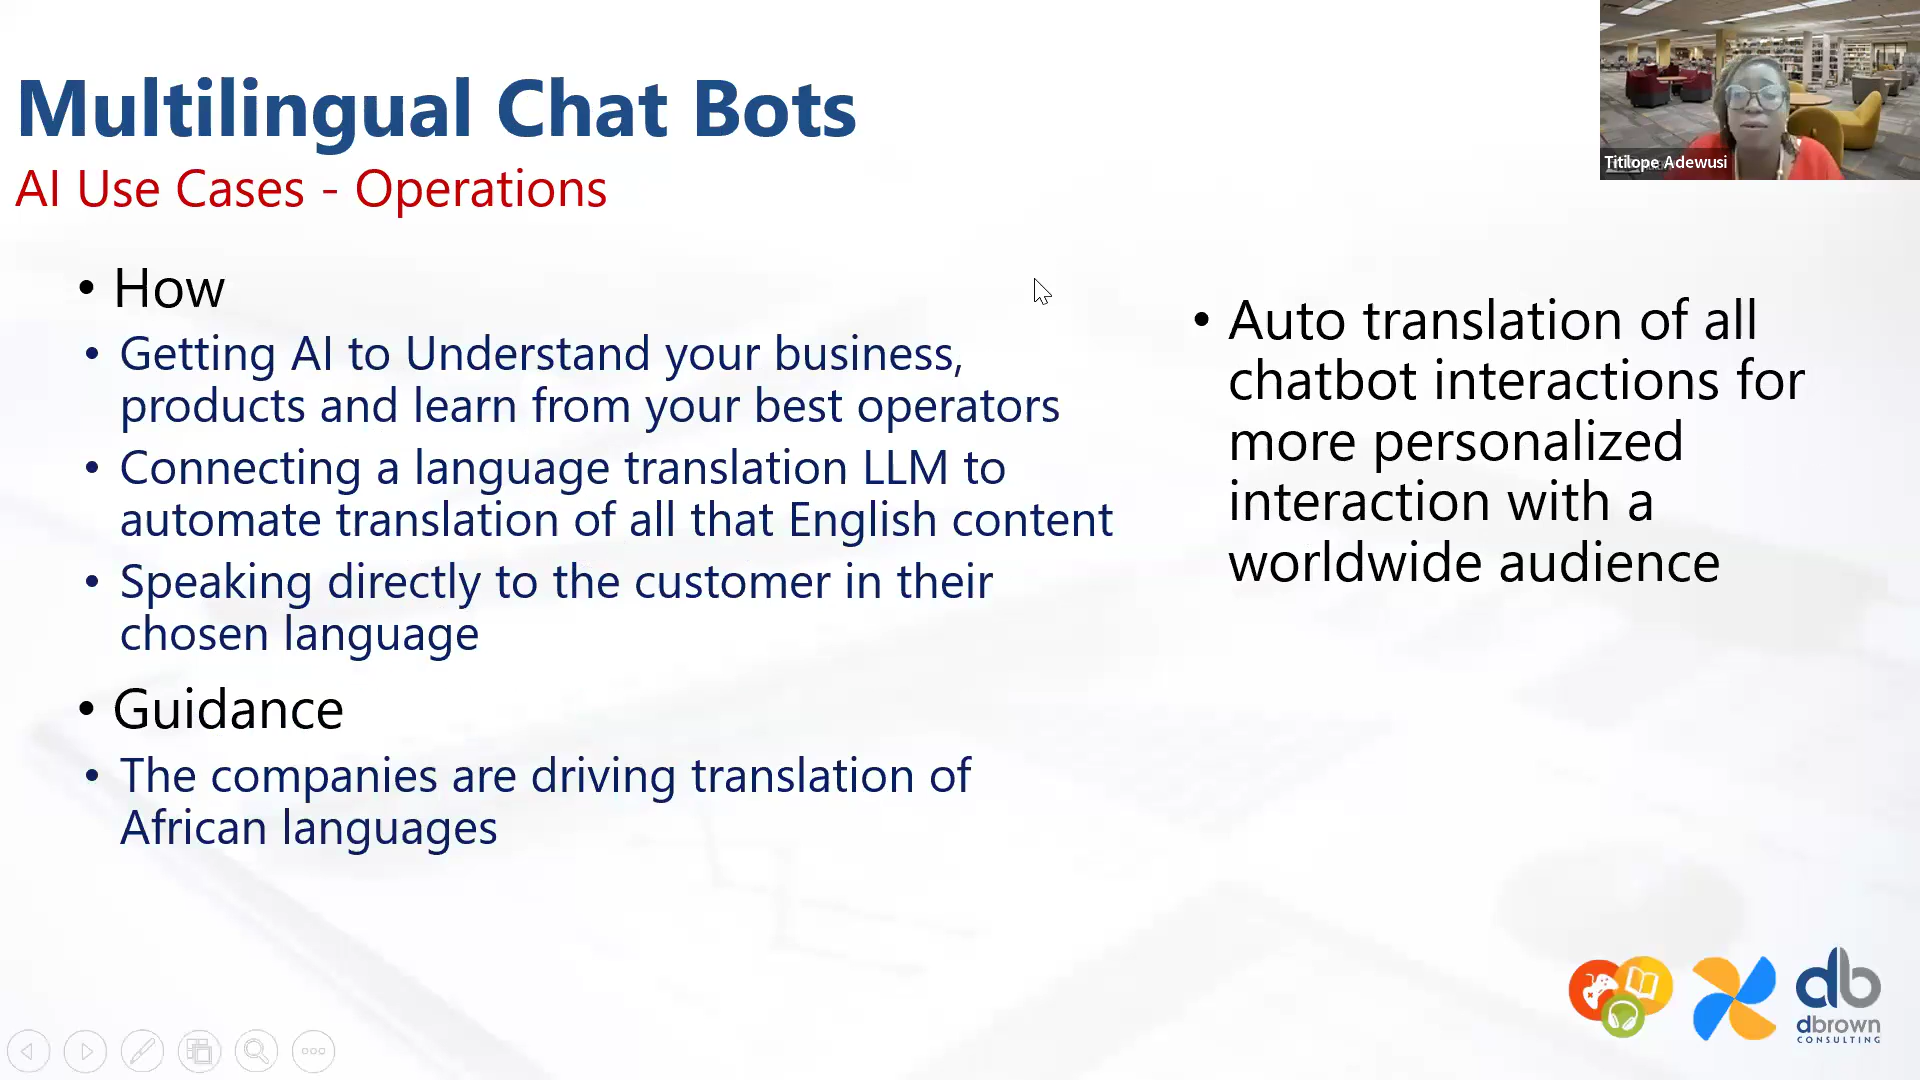 Multilingual Chat Bots
AI Use Cases - Operations
• How
• Getting AI to Understand your business,
products and learn from your best operators
• Connecting a language translation LLM to
automate translation of all that English content
• Speaking directly to the customer in their
chosen language
• Guidance
• The companies are driving translation of
African languages
• Auto translation of all
chatbot interactions for
more personalized
interaction with a
worldwide audience
Titilope Adewusi
db
dbrown
CONSULTING